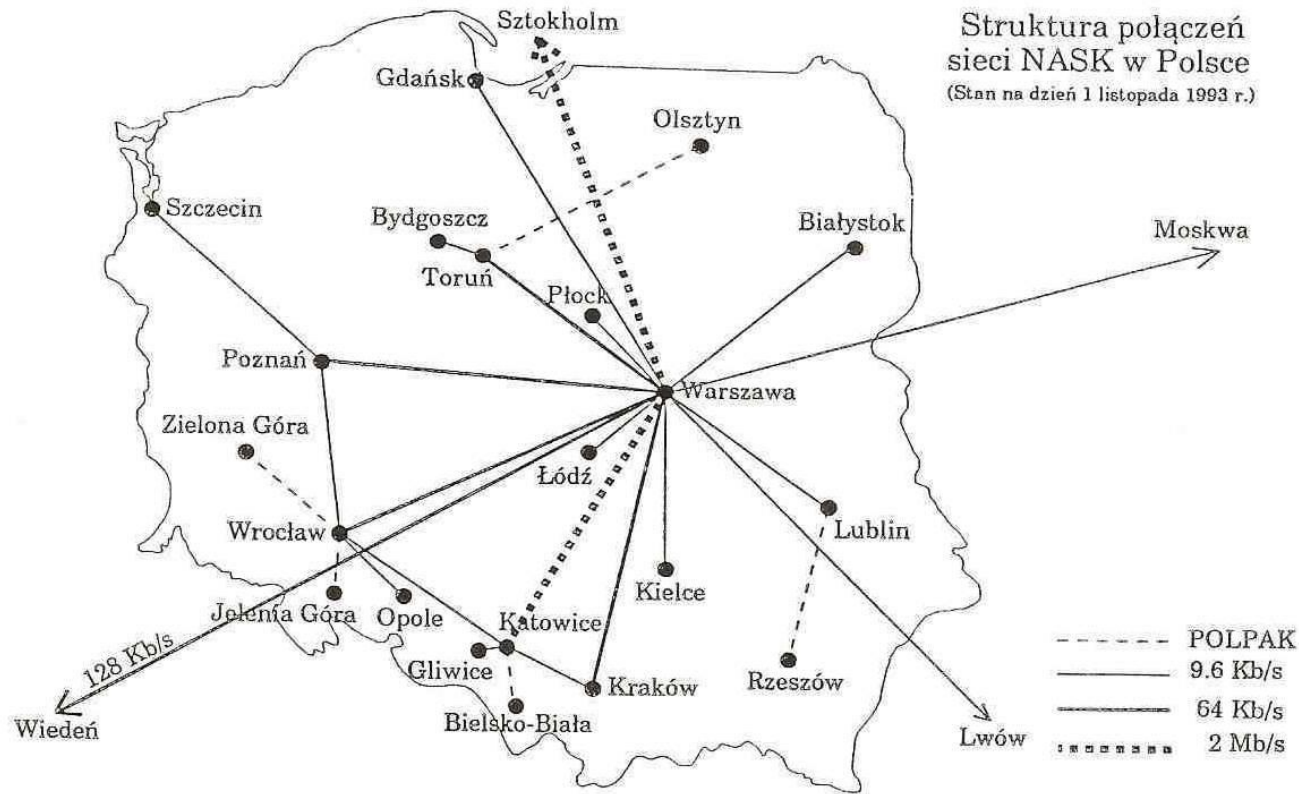 Struktura połączeń
sieci NASK w Polsce
(Stan na dzień 1 listopada 1993 r.)
Sztokholm
Gdańsk
Olsztyn
Szczecin
Bydgoszcz
Białystok
Moskwa
Toruń
Płock
Poznań
Warszawa
Zielona Góra
Łódź
Wrocław
Lublin
Kielce
Jelenia Góra
Opole
Katowice
Gliwice
Kraków
Rzeszów
Bielsko-Biała
128 Kb/s
Wiedeń
Lwów
POLPAK
9.6 Kb/s
64 Kb/s
2 Mb/s